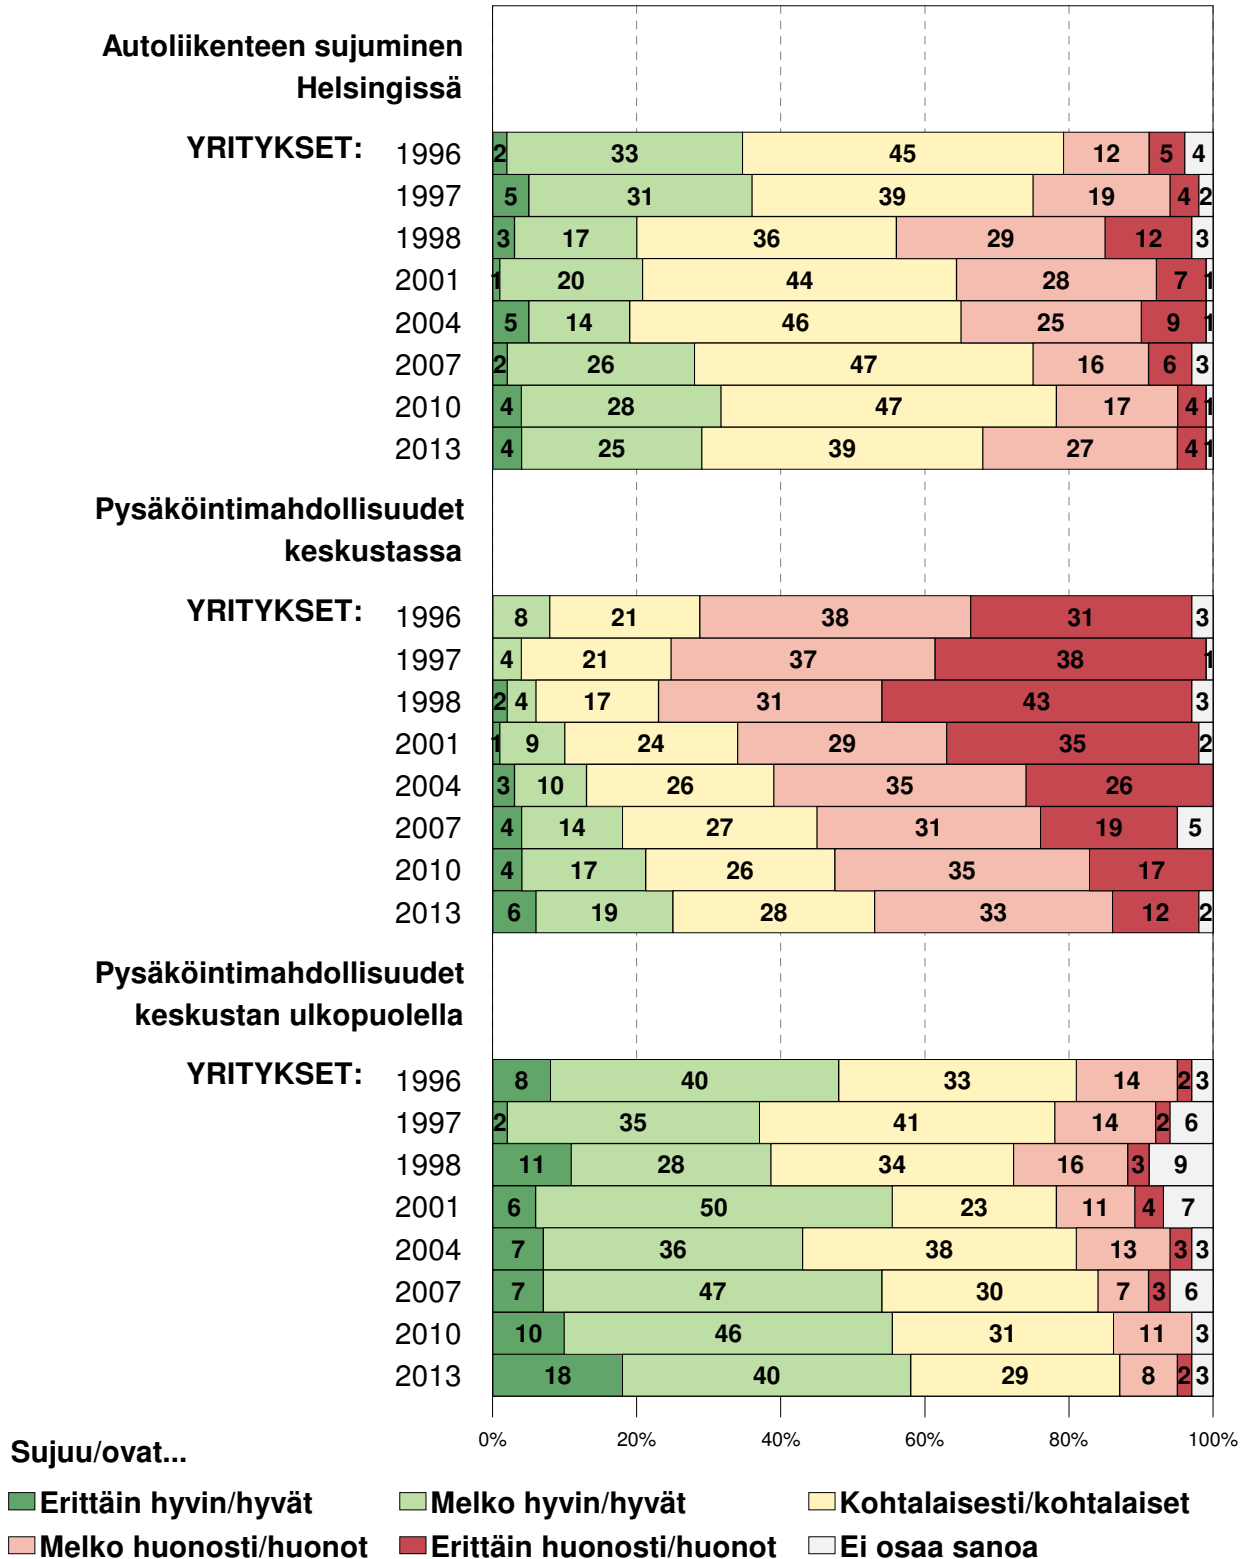 Autoliikenteen sujuminen
Helsingissä
YRITYKSET: 1996 2 33 45 12 5 4
1997 5 31 39 19 4 2
1998 3 17 36 29 12 3
2001 1 20 44 28 7 1
2004 5 14 46 25 9 1
2007 2 26 47 16 6 3
2010 4 28 47 17 4 1
2013 4 25 39 27 4 1
Pysäköintimahdollisuudet
keskustassa
YRITYKSET: 1996 8 21 38 31 3
1997 4 21 37 38 1
1998 2 4 17 31 43 3
2001 1 9 24 29 35 2
2004 3 10 26 35 26
2007 4 14 27 31 19 5
2010 4 17 26 35 17
2013 6 19 28 33 12 2
Pysäköintimahdollisuudet
keskustan ulkopuolella
YRITYKSET: 1996 8 40 33 14 2 3
1997 2 35 41 14 2 6
1998 11 28 34 16 3 9
2001 6 50 23 11 4 7
2004 7 36 38 13 3 3
2007 7 47 30 7 3 6
2010 10 46 31 11 3
2013 18 40 29 8 2 3
0% 20% 40% 60% 80% 100%
Sujuu/ovat...
Erittäin hyvin/hyvät Melko hyvin/hyvät Kohtalaisesti/kohtalaiset
Melko huonosti/huonot Erittäin huonosti/huonot Ei osaa sanoa